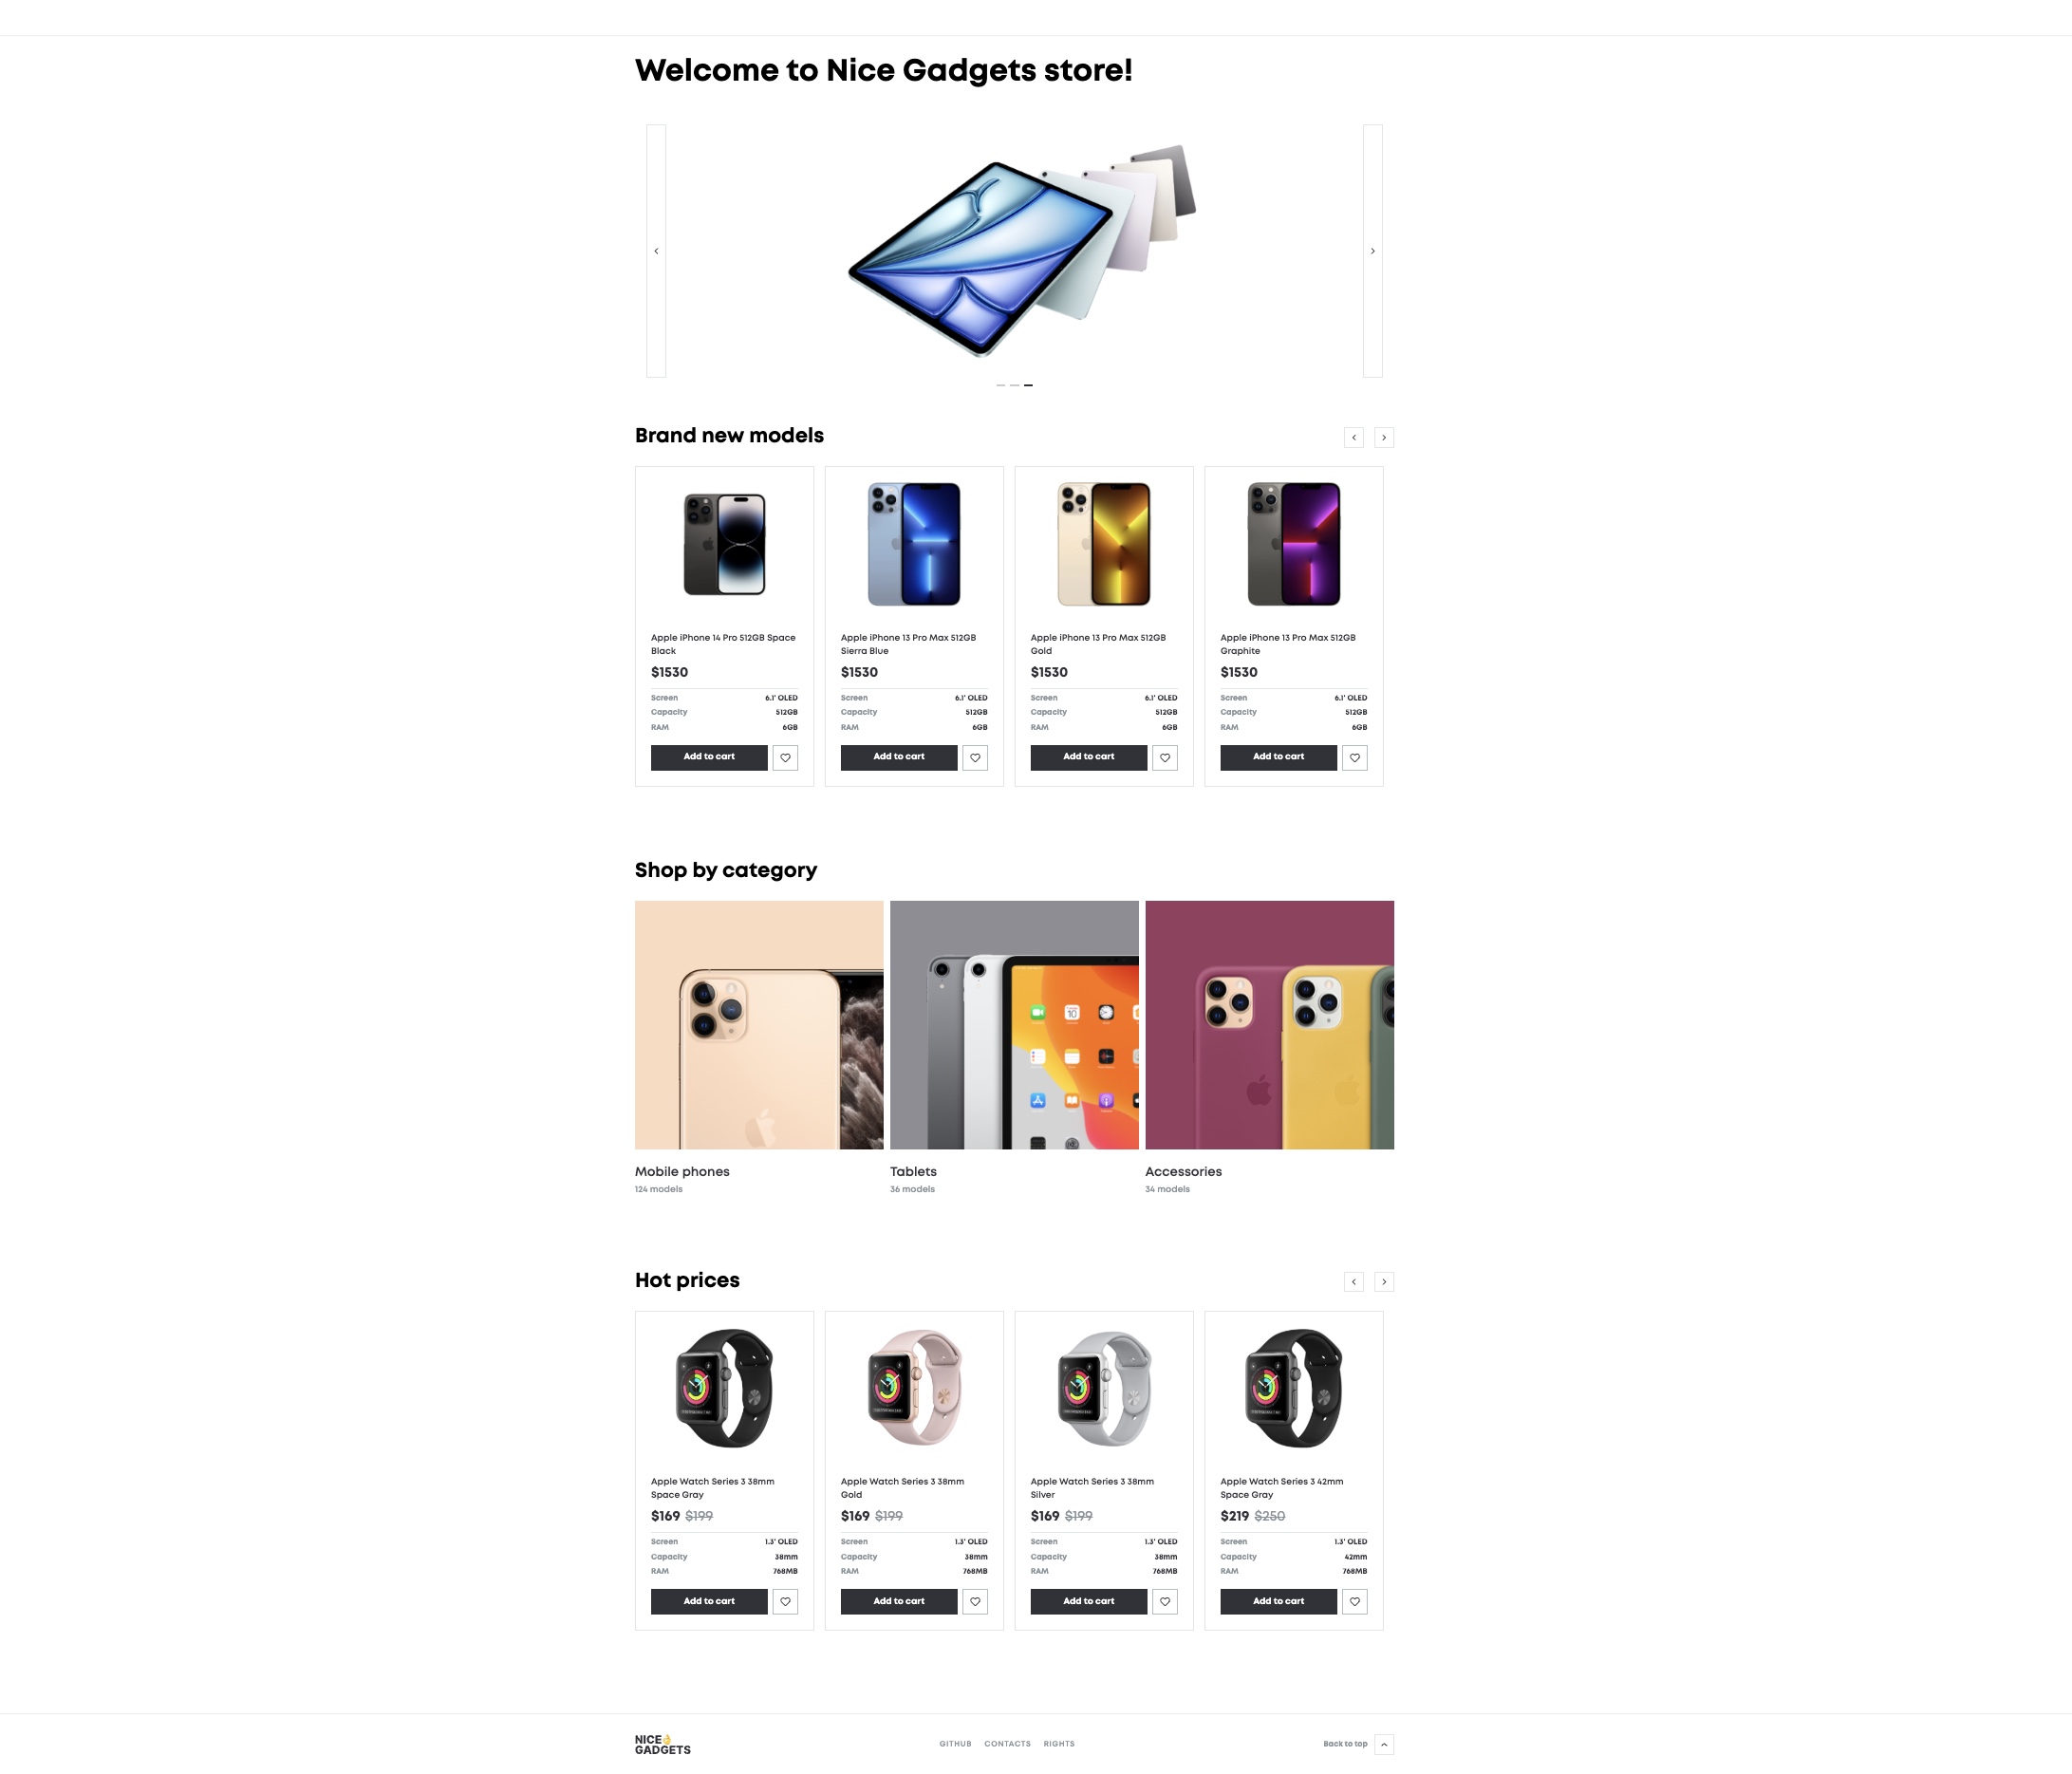 Welcome to Nice Gadgets store!
Brand new models
Apple iPhone 14 Pro 512GB Space
Black
$1530
Screen 6.1' OLED
Capacity 512GB
RAM 6GB
Add to cart
Apple iPhone 13 Pro Max 512GB
Sierra Blue
$1530
Screen 6.1' OLED
Capacity 512GB
RAM 6GB
Add to cart
Apple iPhone 13 Pro Max 512GB
Gold
$1530
Screen 6.1' OLED
Capacity 512GB
RAM 6GB
Add to cart
Apple iPhone 13 Pro Max 512GB
Graphite
$1530
Screen 6.1' OLED
Capacity 512GB
RAM 6GB
Add to cart
Shop by category
10
Mobile phones
124 models
Tablets
36 models
Accessories
34 models
Hot prices
Apple Watch Series 3 38mm
Space Gray
$169 $199
Screen 1.3' OLED
Capacity 38mm
RAM 768MB
Add to cart
Apple Watch Series 3 38mm
Gold
$169 $199
Screen 1.3' OLED
Capacity 38mm
RAM 768MB
Add to cart
Apple Watch Series 3 38mm
Silver
$169 $199
Screen 1.3' OLED
Capacity 38mm
RAM 768MB
Add to cart
Apple Watch Series 3 42mm
Space Gray
$219 $250
Screen 1.3' OLED
Capacity 42mm
RAM 768MB
Add to cart
NICE👌
GADGETS
GITHUB CONTACTS RIGHTS
Back to top